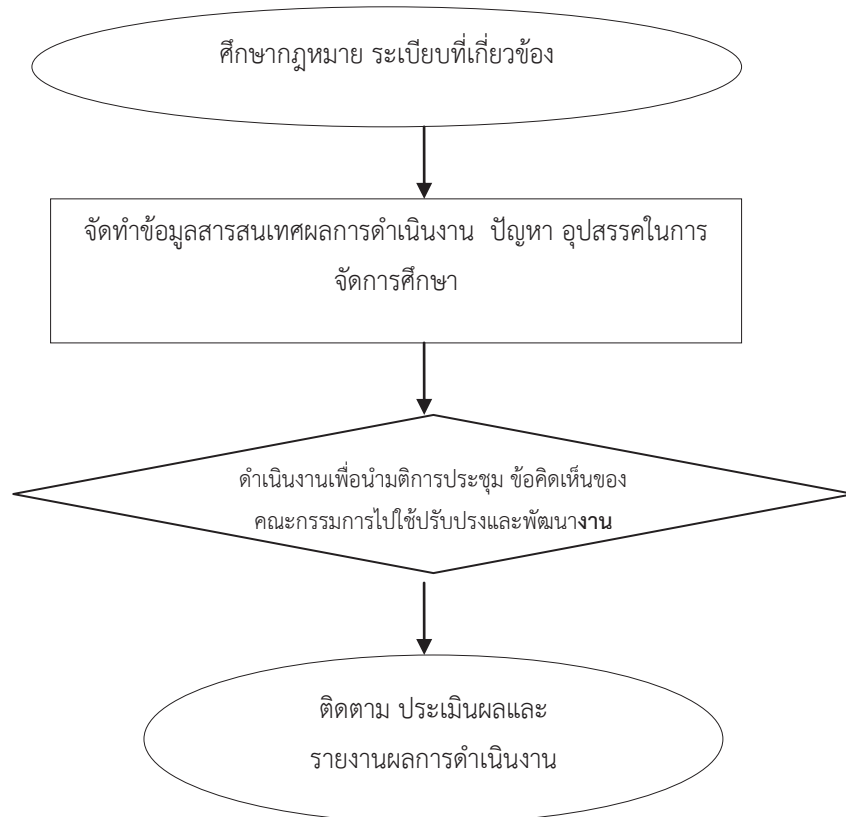 ศึกษากฎหมาย ระเบียบที่เกี่ยวข้อง
จัดทำข้อมูลสารสนเทศผลการดำเนินงาน ปัญหา อุปสรรคในการ
จัดการศึกษา
ดำเนินงานเพื่อนำมติการประชุม ข้อคิดเห็นของ
คณะกรรมการไปใช้ปรับปรุงและพัฒนางาน
ติดตาม ประเมินผลและ
รายงานผลการดำเนินงาน